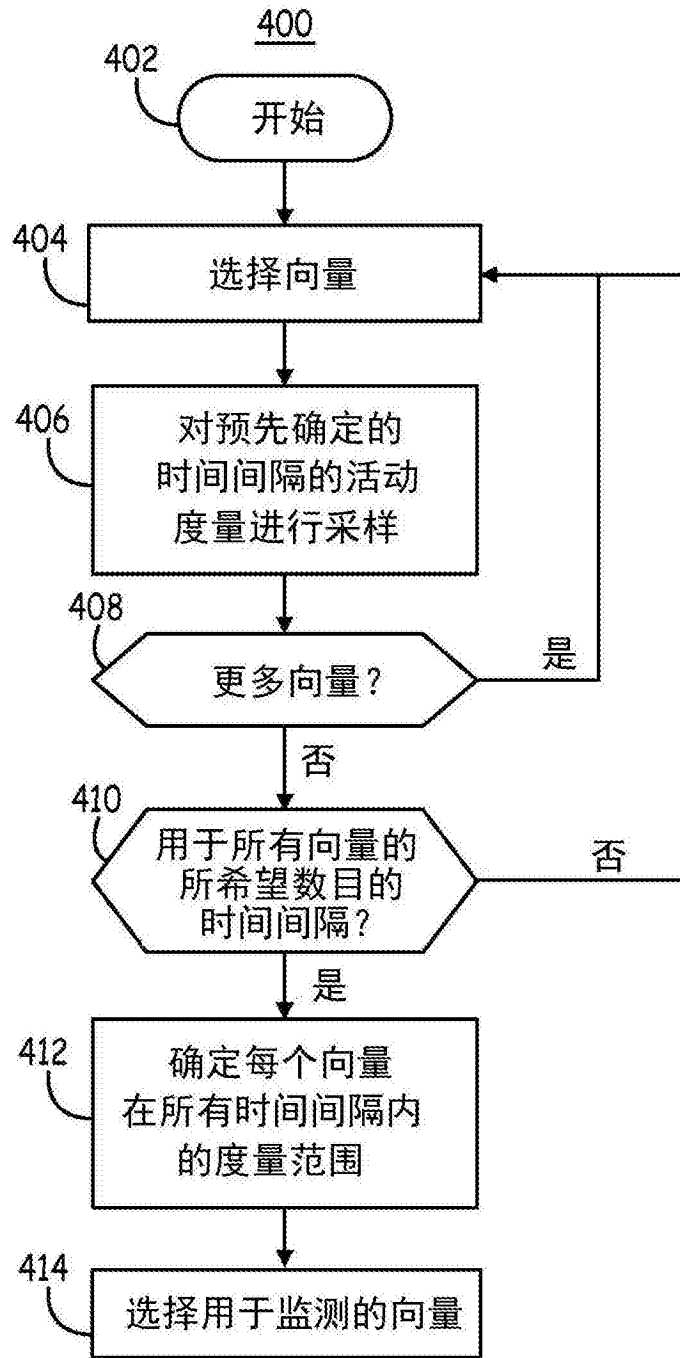 400
402
开始
404
选择向量
406
对预先确定的
时间间隔的活动
度量进行采样
408
更多向量?
是
否
410
用于所有向量的
所希望数目的
时间间隔?
否
是
412
确定每个向量
在所有时间间隔内
的度量范围
414
选择用于监测的向量